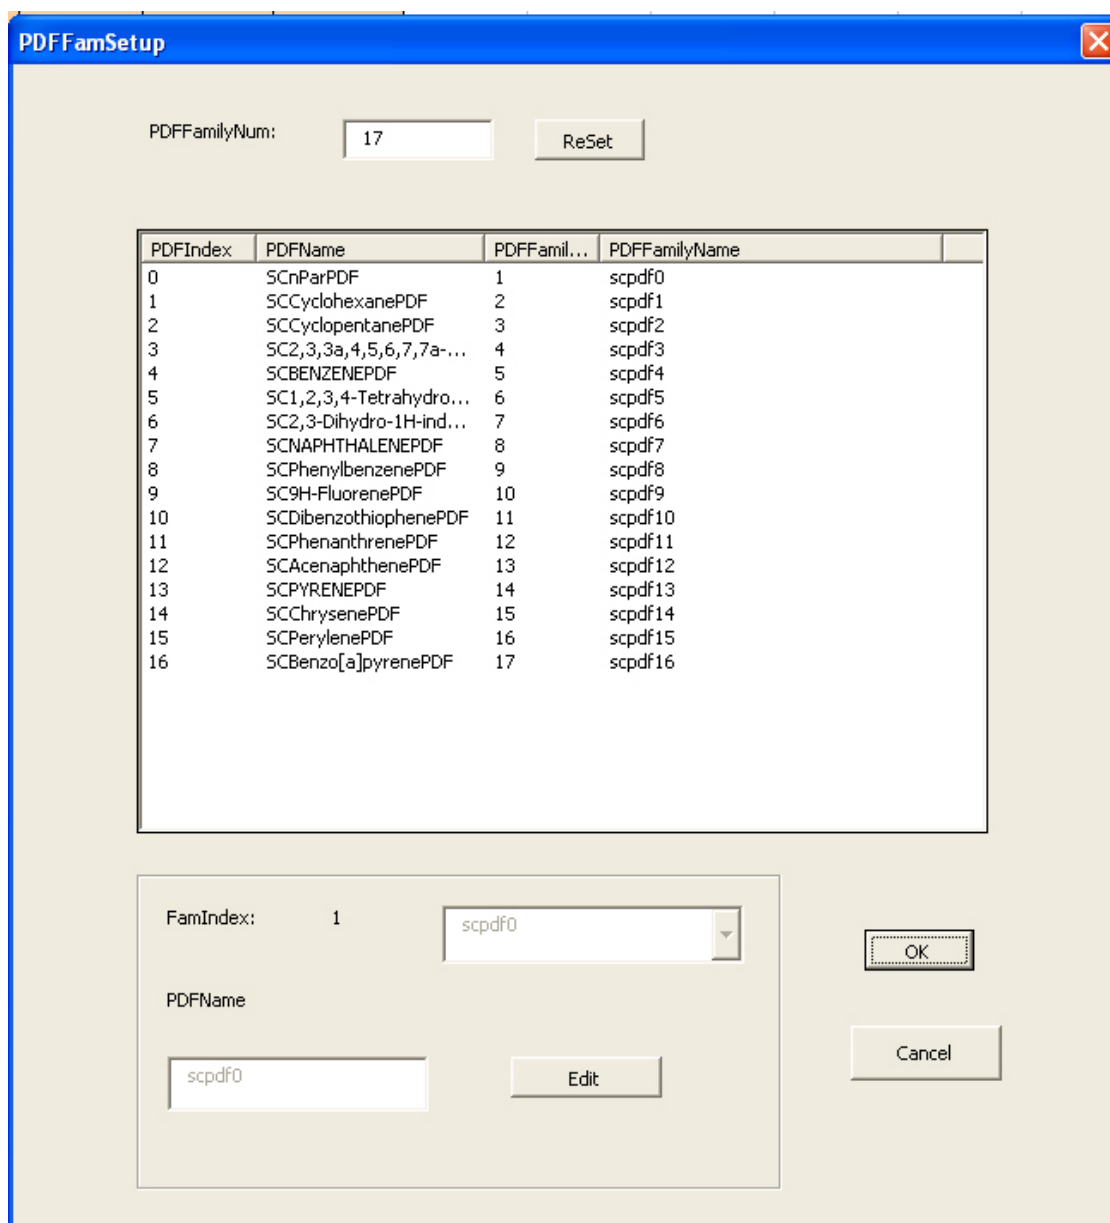 PDFFamSetup
PDFFamilyNum: 17 ReSet
PDFIndex PDFName PDFFamil... PDFFamilyName
0 SCnParPDF 1 scpdf0
1 SCCyclohexanePDF 2 scpdf1
2 SCCyclopentanePDF 3 scpdf2
3 SC2,3,3a,4,5,6,7,7a-... 4 scpdf3
4 SCBENZENEPDF 5 scpdf4
5 SC1,2,3,4-Tetrahydro... 6 scpdf5
6 SC2,3-Dihydro-1H-ind... 7 scpdf6
7 SCNAPHTHALENEPDF 8 scpdf7
8 SCPhenylbenzenePDF 9 scpdf8
9 SC9H-FluorenePDF 10 scpdf9
10 SCDibenzothiophenePDF 11 scpdf10
11 SCPhenanthrenePDF 12 scpdf11
12 SCAcenaphthenePDF 13 scpdf12
13 SCPYRENEPDF 14 scpdf13
14 SCChrysenePDF 15 scpdf14
15 SCPerylenePDF 16 scpdf15
16 SCBenzo[a]pyrenePDF 17 scpdf16
FamIndex: 1 scpdf0
OK
PDFName
Cancel
scpdf0 Edit